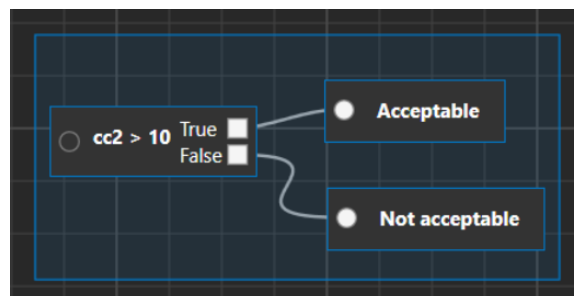 cc2 > 10
True
False
Acceptable
Not acceptable